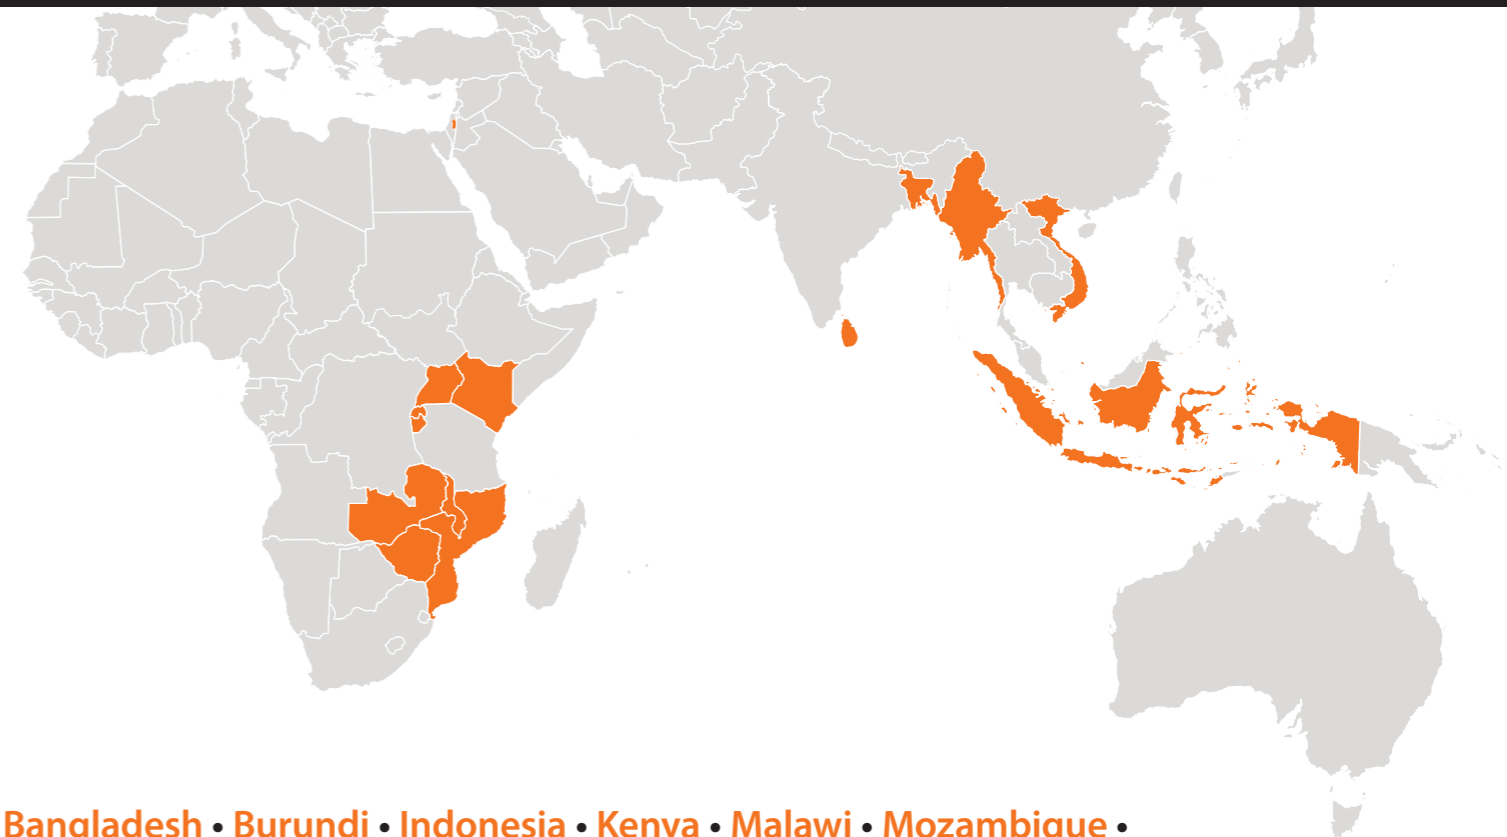 Bangladesh • Burundi • Indonesia • Kenya • Malawi • Mozambique •